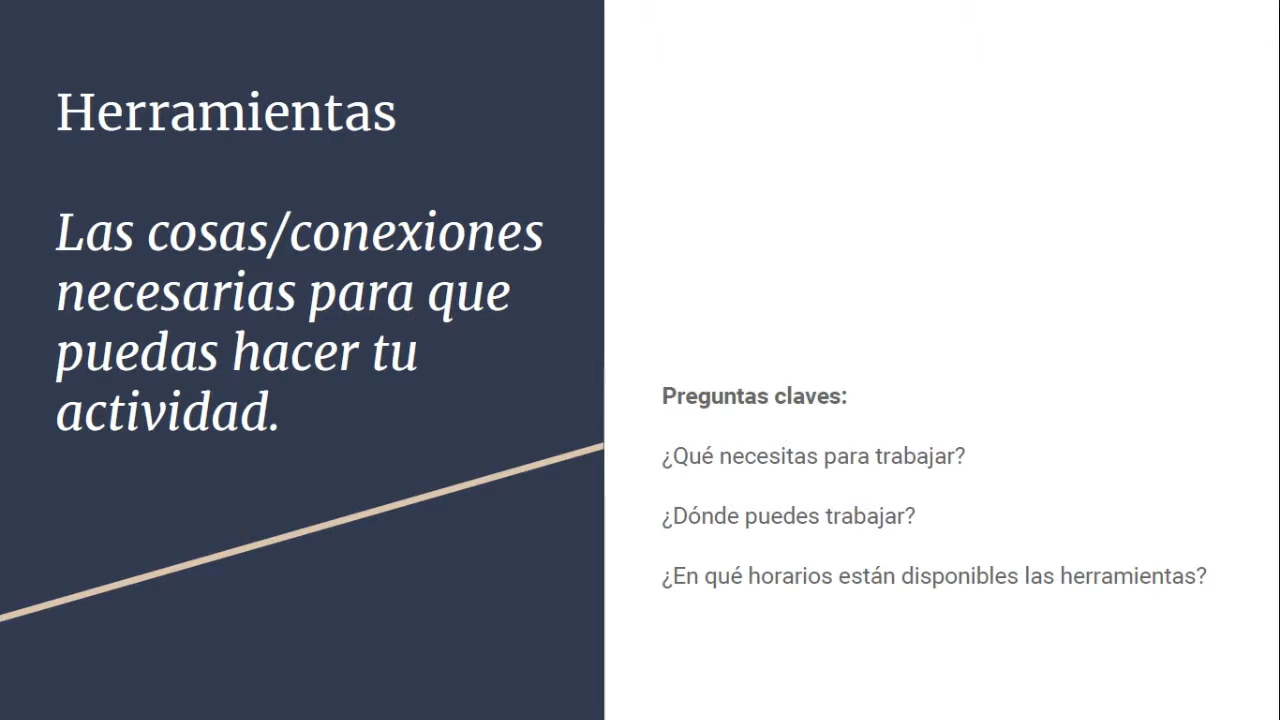 Herramientas
Las cosas/conexiones
necesarias para que
puedas hacer tu
actividad.
Preguntas claves:
¿Qué necesitas para trabajar?
¿Dónde puedes trabajar?
¿En qué horarios están disponibles las herramientas?